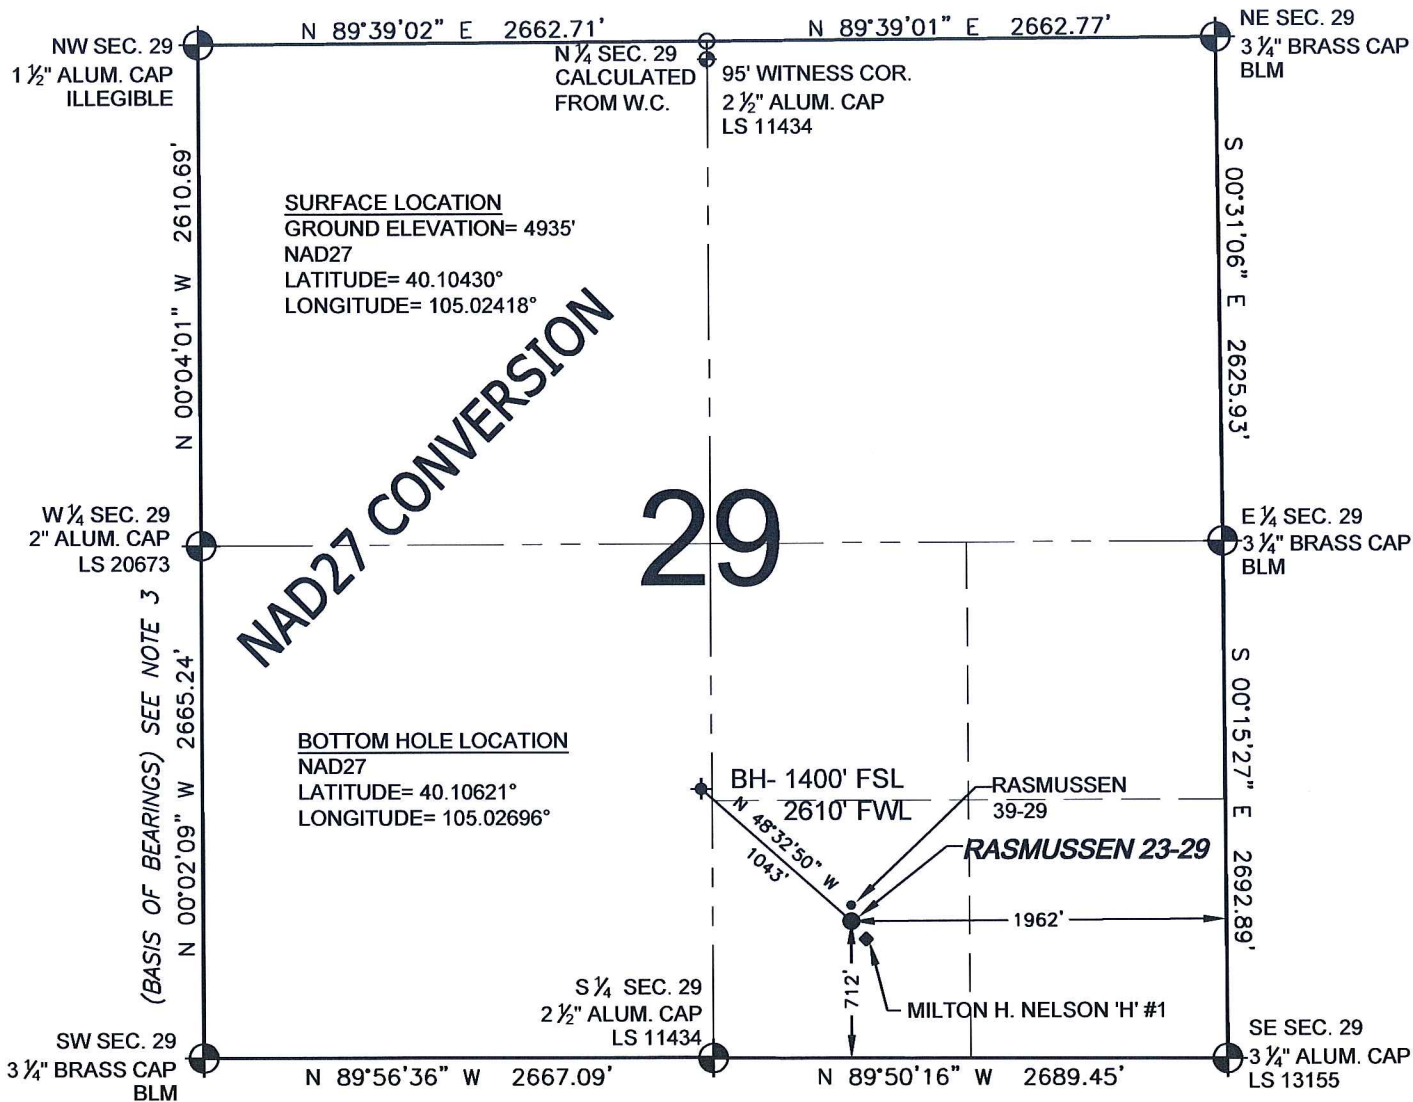 N 89°39'02" E 2662.71'
N 89°39'01" E 2662.77'
NW SEC. 29
1 ½" ALUM. CAP
ILLEGIBLE
N ¼ SEC. 29
CALCULATED
FROM W.C.
95' WITNESS COR.
2 ½" ALUM. CAP
LS 11434
NE SEC. 29
3 ¼" BRASS CAP
BLM
N 00°04'01" W 2610.69'
S 00°31'06" E 2625.93'
SURFACE LOCATION
GROUND ELEVATION= 4935'
NAD27
LATITUDE= 40.10430°
LONGITUDE= 105.02418°
NAD27 CONVERSION
29
W ¼ SEC. 29
2" ALUM. CAP
LS 20673
E ¼ SEC. 29
3 ¼" BRASS CAP
BLM
(BASIS OF BEARINGS) SEE NOTE 3
N 00°02'09" W 2665.24'
S 00°15'27" E 2692.89'
BOTTOM HOLE LOCATION
NAD27
LATITUDE= 40.10621°
LONGITUDE= 105.02696°
BH- 1400' FSL
2610' FWL
N 48°32'50" W
1043'
RASMUSSEN
39-29
RASMUSSEN 23-29
1962'
712'
MILTON H. NELSON 'H' #1
S ¼ SEC. 29
2 ½" ALUM. CAP
LS 11434
SW SEC. 29
3 ¼" BRASS CAP
BLM
SE SEC. 29
3 ¼" ALUM. CAP
LS 13155
N 89°56'36" W 2667.09'
N 89°50'16" W 2689.45'